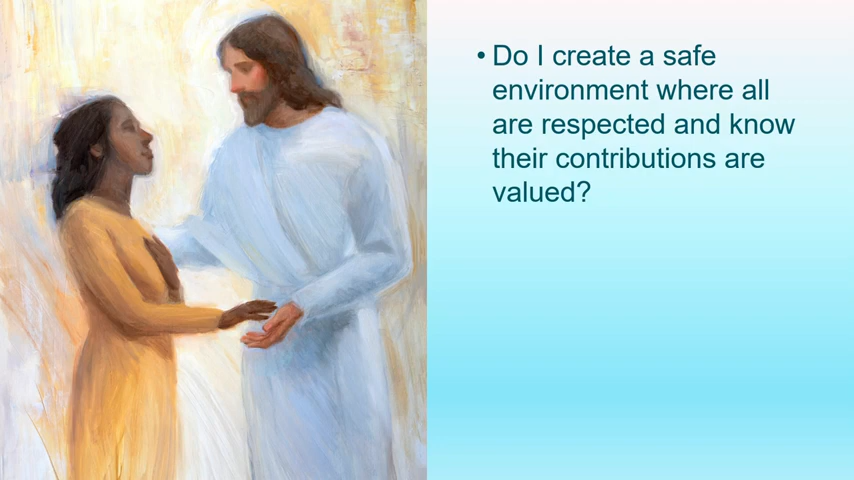 • Do I create a safe
environment where all
are respected and know
their contributions are
valued?